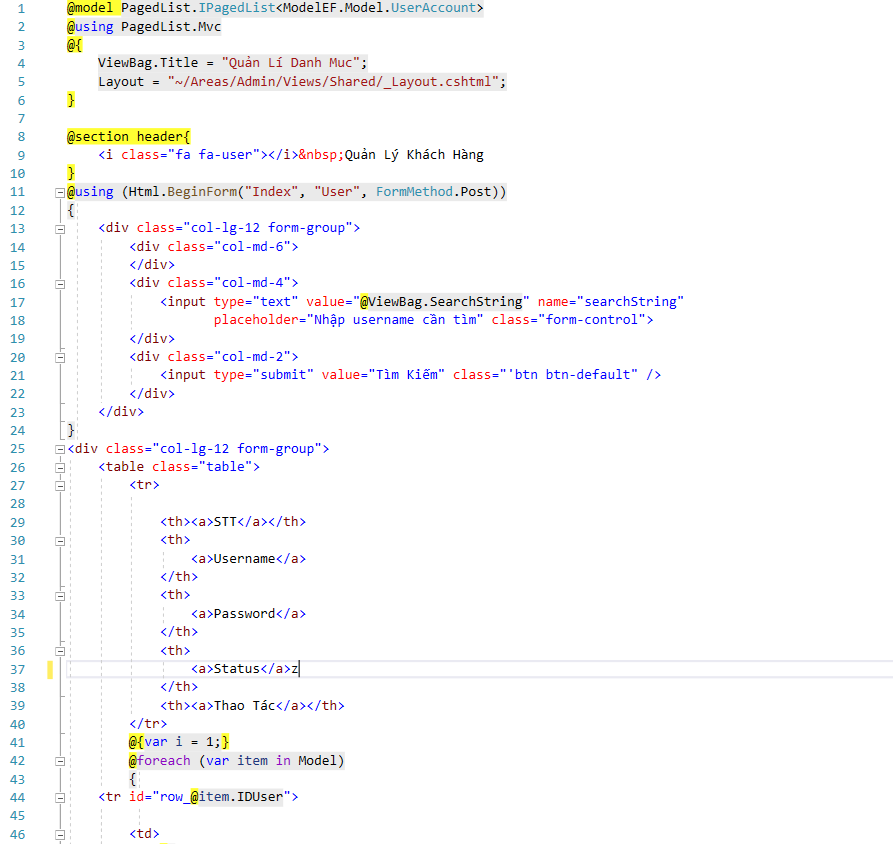 1 @model PagedList.IPagedList<ModelEF.Model.UserAccount>
2 @using PagedList.Mvc
3 @{
4 ViewBag.Title = "Quản Lí Danh Muc";
5 Layout = "~/Areas/Admin/Views/Shared/_Layout.cshtml";
6 }
7
8 @section header{
9 <i class="fa fa-user"></i>&nbsp;Quản Lý Khách Hàng
10 }
11 @using (Html.BeginForm("Index", "User", FormMethod.Post))
12 {
13 <div class="col-lg-12 form-group">
14 <div class="col-md-6">
15 </div>
16 <div class="col-md-4">
17 <input type="text" value="@ViewBag.SearchString" name="searchString"
18 placeholder="Nhập username cần tìm" class="form-control">
19 </div>
20 <div class="col-md-2">
21 <input type="submit" value="Tìm Kiếm" class="'btn btn-default" />
22 </div>
23 </div>
24 }
25 <div class="col-lg-12 form-group">
26 <table class="table">
27 <tr>
28
29 <th><a>STT</a></th>
30 <th>
31 <a>Username</a>
32 </th>
33 <th>
34 <a>Password</a>
35 </th>
36 <th>
37 <a>Status</a>z
38 </th>
39 <th><a>Thao Tác</a></th>
40 </tr>
41 @{var i = 1;}
42 @foreach (var item in Model)
43 {
44 <tr id="row_@item.IDUser">
45
46 <td>